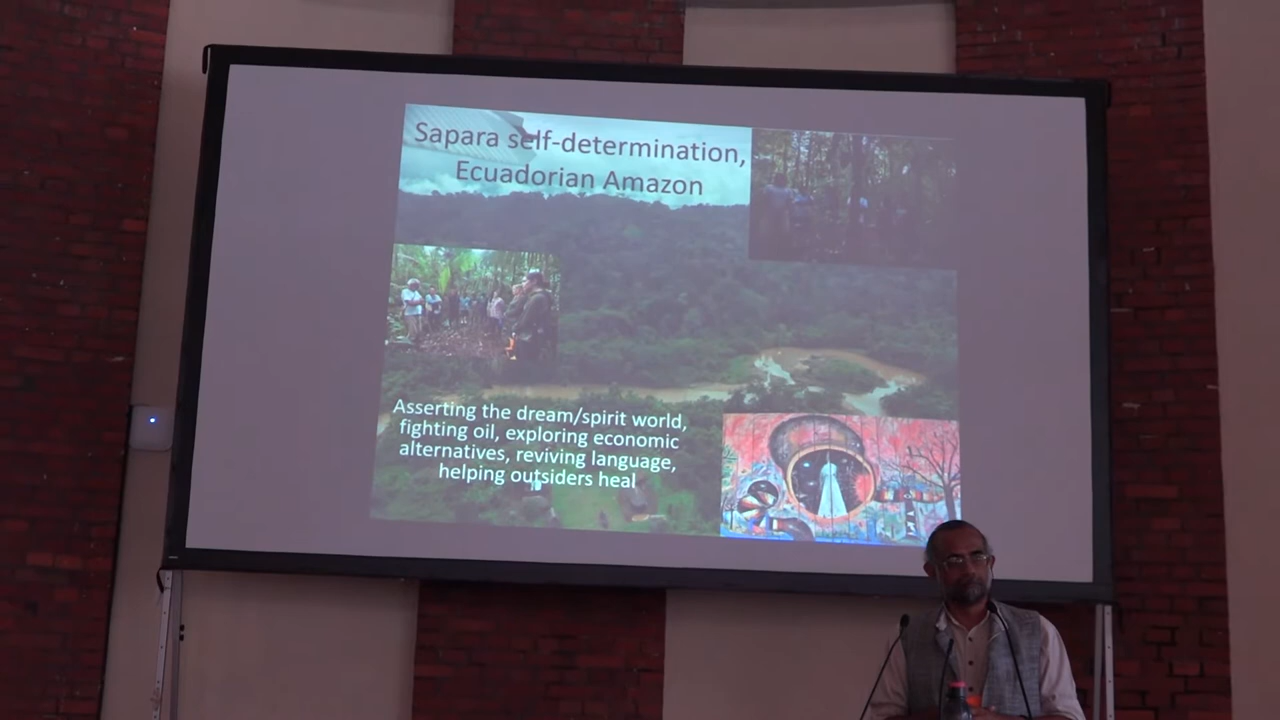 Sapara self-determination,
Ecuadorian Amazon
Asserting the dream/spirit world,
fighting oil, exploring economic
alternatives, reviving language,
helping outsiders heal